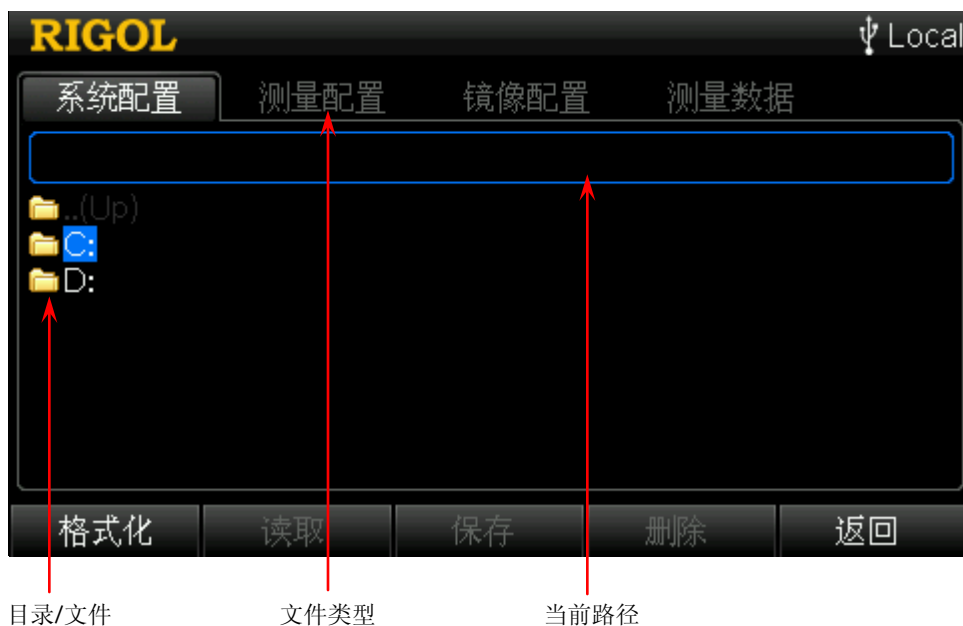 RIGOL Local
系统配置 测量配置 镜像配置 测量数据
..(Up)
C:
D:
格式化 读取 保存 删除 返回
目录/文件 文件类型 当前路径